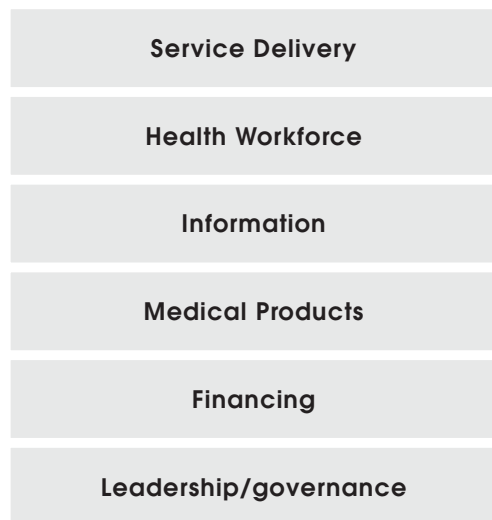 Service Delivery
Health Workforce
Information
Medical Products
Financing
Leadership/governance